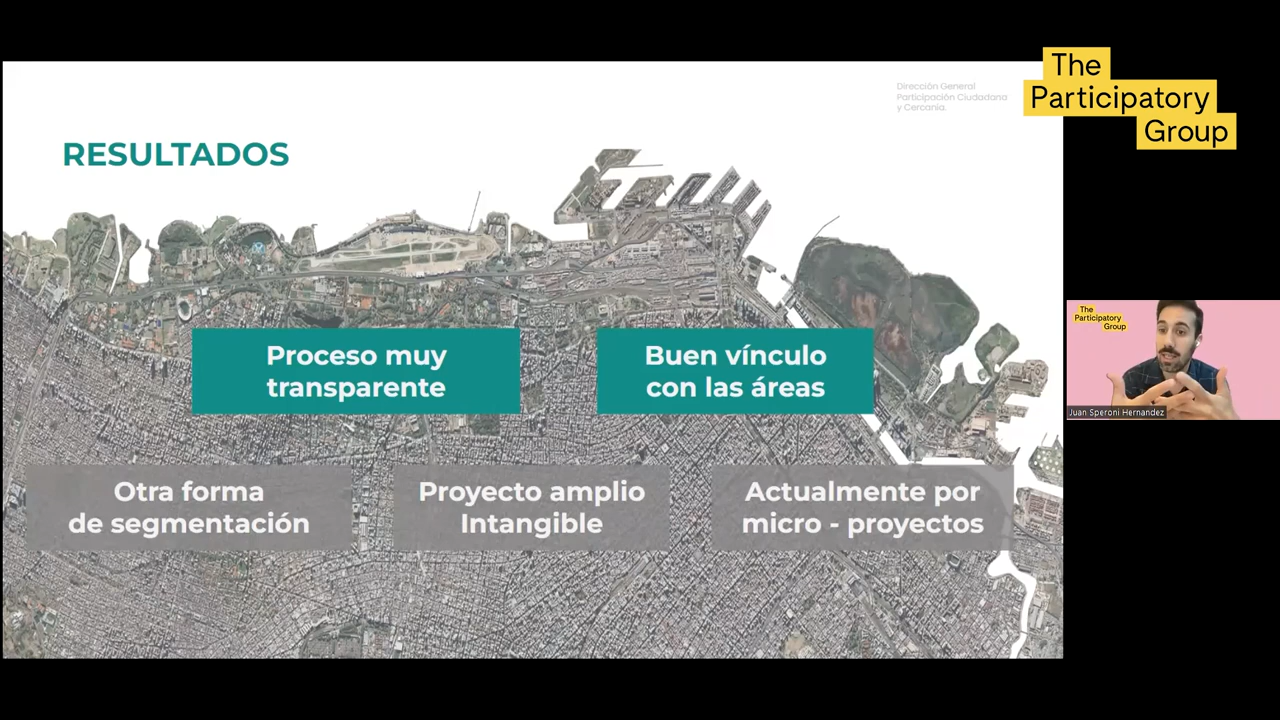 Dirección General
Participación Ciudadana
y Cercanía.
The
Participatory
Group
RESULTADOS
Proceso muy
transparente
Buen vínculo
con las áreas
Otra forma
de segmentación
Proyecto amplio
Intangible
Actualmente por
micro - proyectos
The
Participatory
Group
Juan Speroni Hernandez